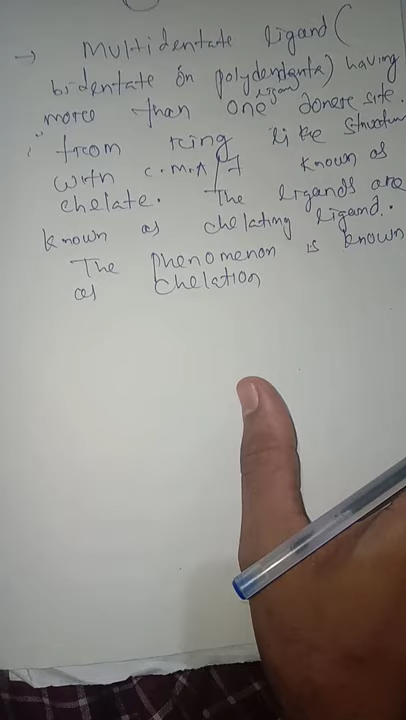 → Multidentate ligand (
bidentate or polydentate) having
more than one ligand donere site.
from ring like structure
with c.m.A/I known as
chelate. The ligands are
known as chelating ligand.
The phenomenon is known
as chelation